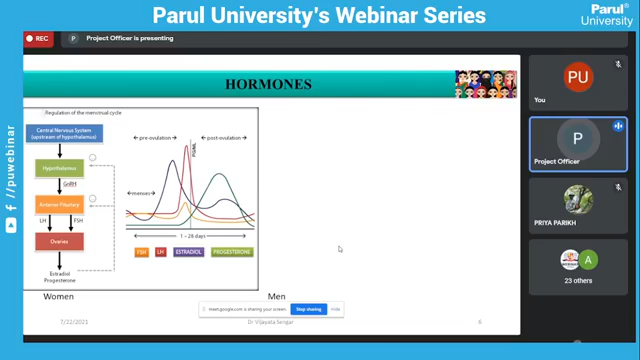 Parul University's Webinar Series
Parul®
University
REC
P
Project Officer is presenting
HORMONES
Regulation of the menstrual cycle
Central Nervous System
(upstream of hypothalamus)
Hypothalamus
GnRH
Anterior Pituitary
LH
FSH
Ovaries
Estradiol
Progesterone
pre-ovulation
post-ovulation
menses
1 – 28 days
FSH
LH
ESTRADIOL
PROGESTERONE
Women
Men
meet.google.com is sharing your screen.
Stop sharing
Hide
7/12/2021
Dr Vijayata Sengar
6
PU
You
P
Project Officer
PRIYA PARIKH
A
23 others
/puwebinar